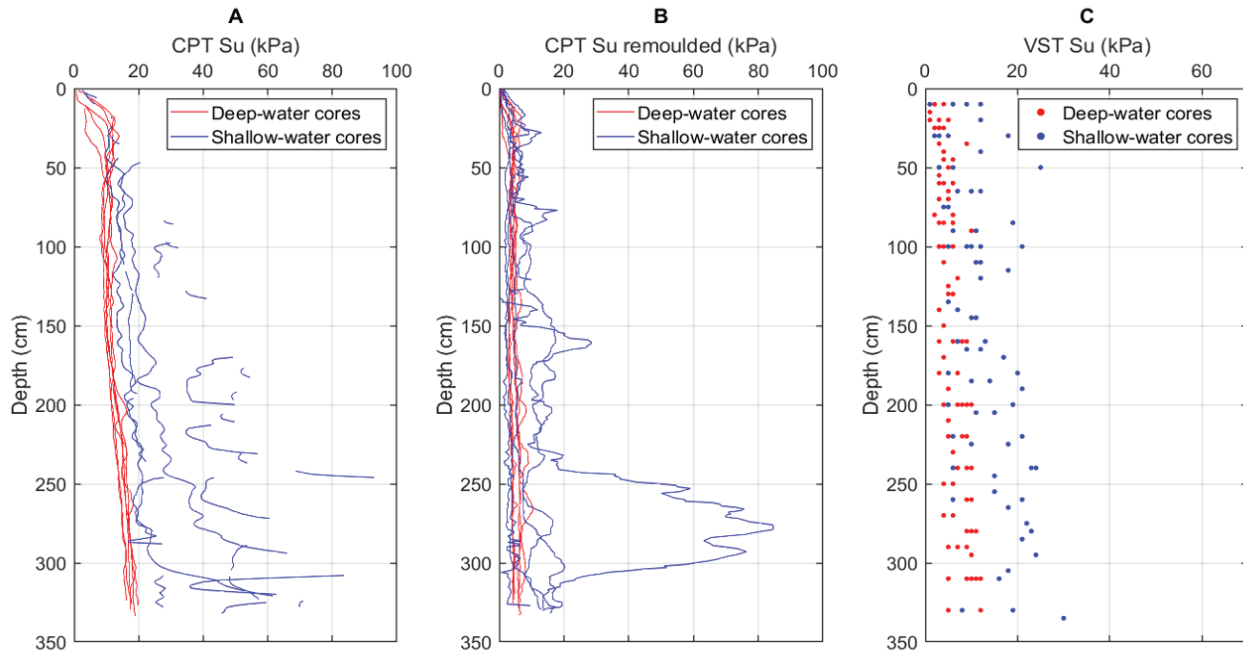 A
CPT Su (kPa)
0 20 40 60 80 100
0
50
100
150
200
250
300
350
Depth (cm)
Deep-water cores
Shallow-water cores
B
CPT Su remoulded (kPa)
0 20 40 60 80 100
0
50
100
150
200
250
300
350
Depth (cm)
Deep-water cores
Shallow-water cores
C
VST Su (kPa)
0 20 40 60
0
50
100
150
200
250
300
350
Depth (cm)
Deep-water cores
Shallow-water cores